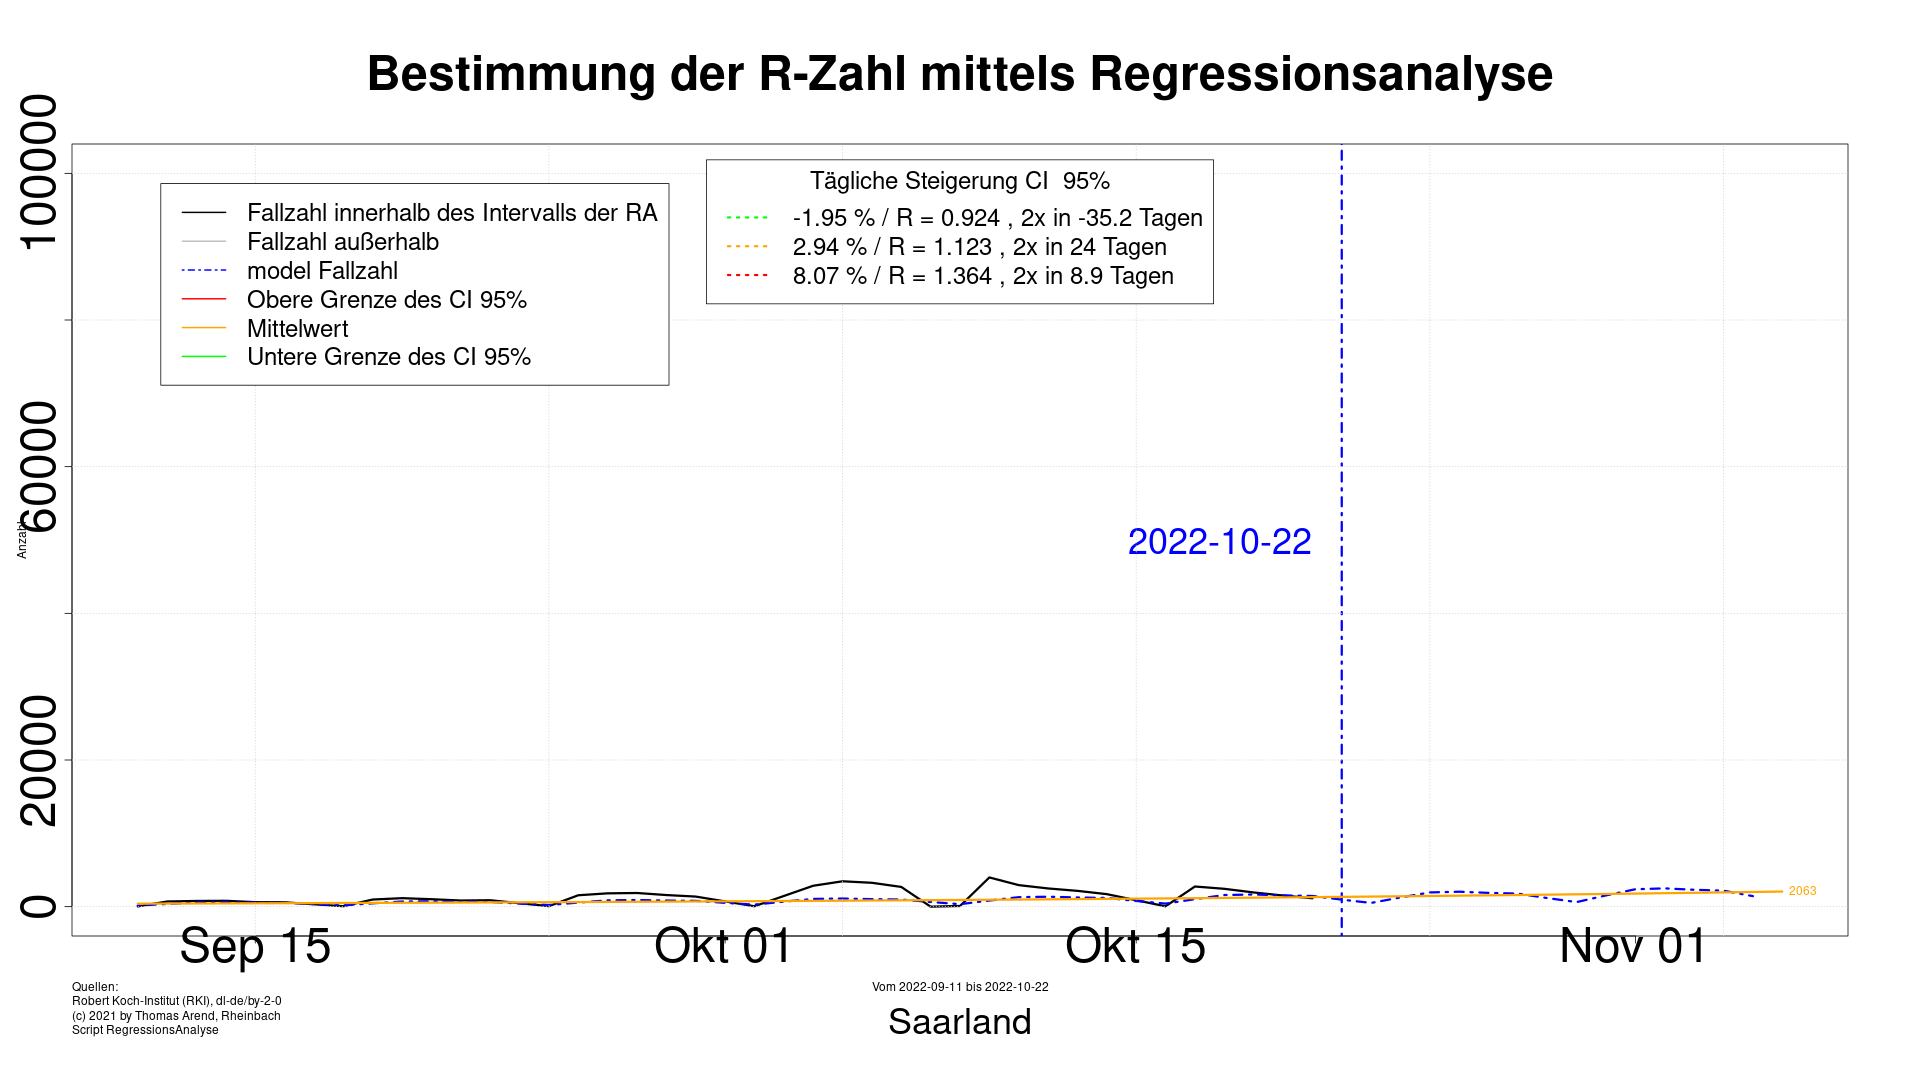 Bestimmung der R-Zahl mittels Regressionsanalyse
100000
60000
20000
0
Anzahl
Fallzahl innerhalb des Intervalls der RA
Fallzahl außerhalb
model Fallzahl
Obere Grenze des CI 95%
Mittelwert
Untere Grenze des CI 95%
Tägliche Steigerung CI  95%
-1.95 % / R = 0.924 , 2x in -35.2 Tagen
2.94 % / R = 1.123 , 2x in 24 Tagen
8.07 % / R = 1.364 , 2x in 8.9 Tagen
2022-10-22
2063
Sep 15
Okt 01
Okt 15
Nov 01
Quellen:
Robert Koch-Institut (RKI), dl-de/by-2-0
(c) 2021 by Thomas Arend, Rheinbach
Script RegressionsAnalyse
Vom 2022-09-11 bis 2022-10-22
Saarland